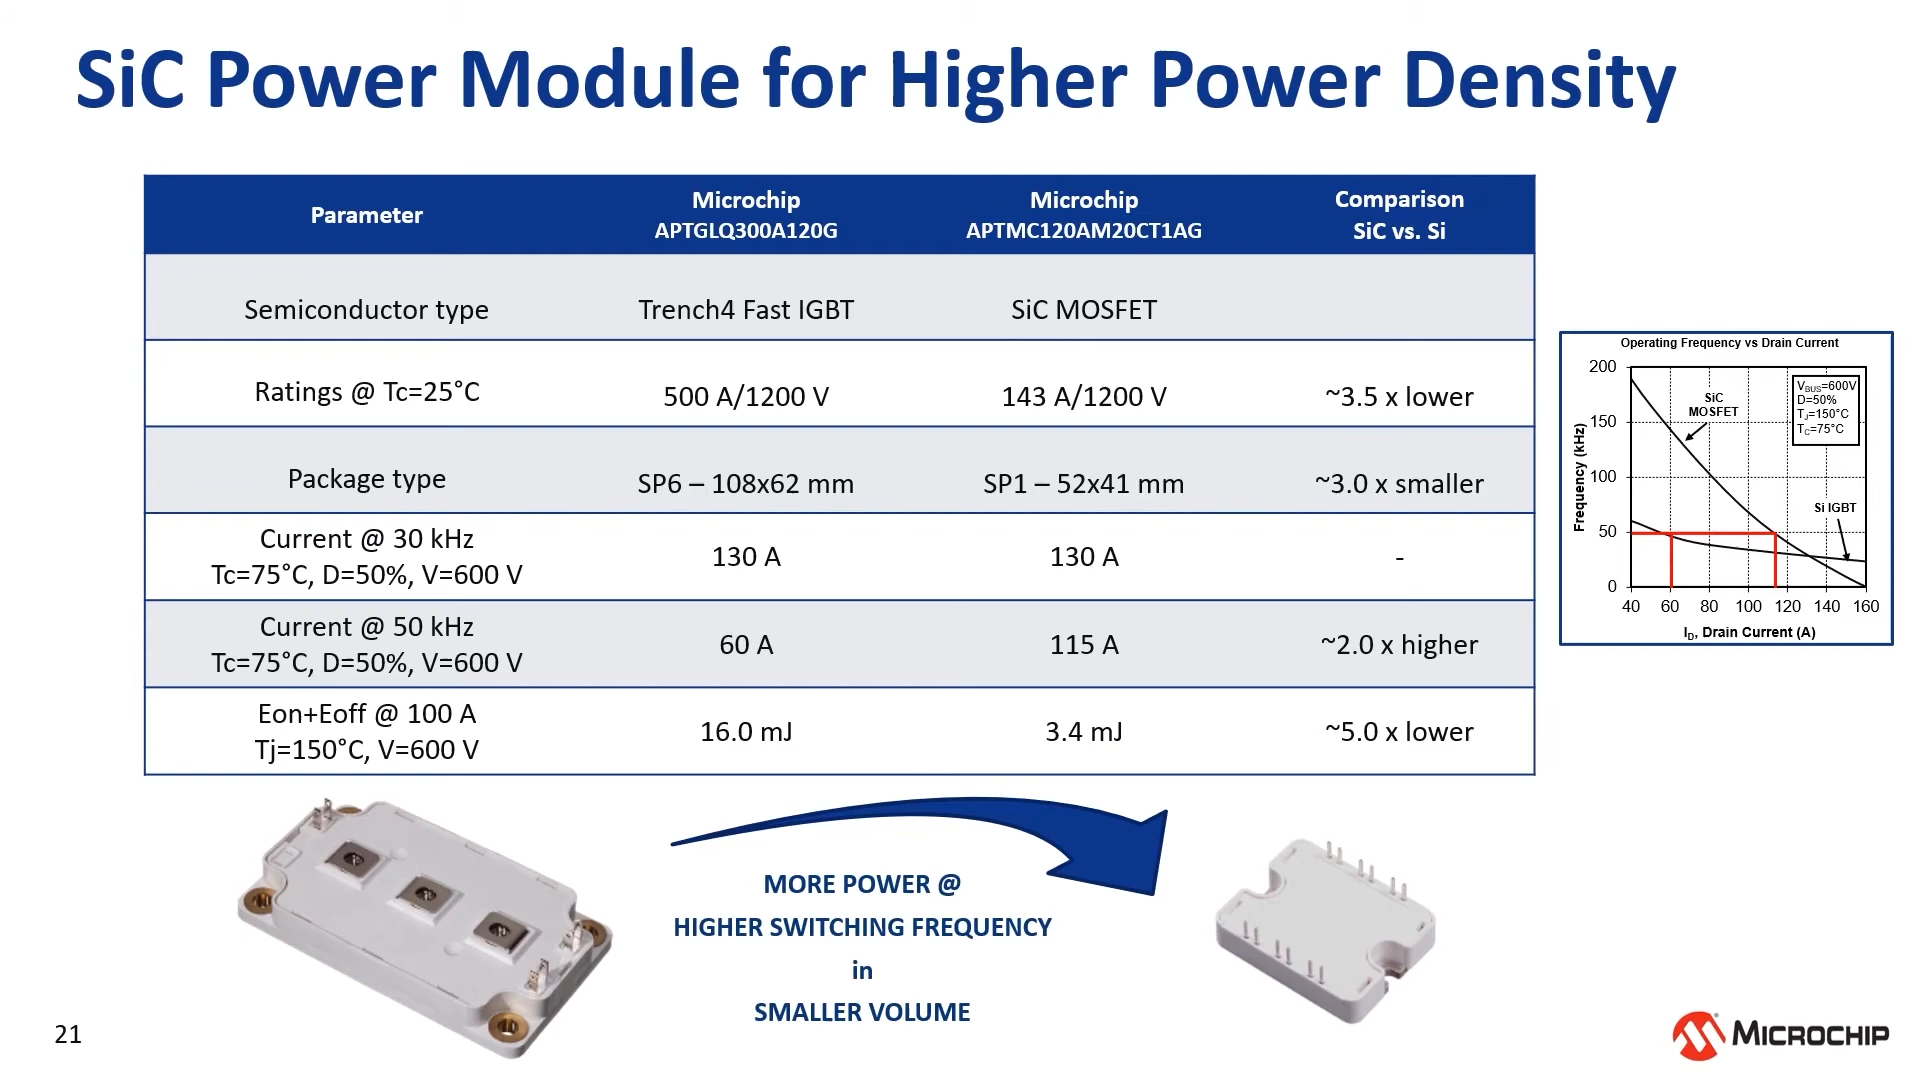 SiC Power Module for Higher Power Density
Parameter
Microchip
APTGLQ300A120G
Microchip
APTMC120AM20CT1AG
Comparison
SiC vs. Si
Semiconductor type
Trench4 Fast IGBT
SiC MOSFET
Ratings @ Tc=25°C
500 A/1200 V
143 A/1200 V
~3.5 x lower
Package type
SP6 – 108x62 mm
SP1 – 52x41 mm
~3.0 x smaller
Current @ 30 kHz
Tc=75°C, D=50%, V=600 V
130 A
130 A
-
Current @ 50 kHz
Tc=75°C, D=50%, V=600 V
60 A
115 A
~2.0 x higher
Eon+Eoff @ 100 A
Tj=150°C, V=600 V
16.0 mJ
3.4 mJ
~5.0 x lower
Operating Frequency vs Drain Current
Frequency (kHz)
200
150
100
50
0
SiC
MOSFET
VBUS=600V
D=50%
TJ=150°C
TC=75°C
Si IGBT
40 60 80 100 120 140 160
ID, Drain Current (A)
MORE POWER @
HIGHER SWITCHING FREQUENCY
in
SMALLER VOLUME
21
MICROCHIP